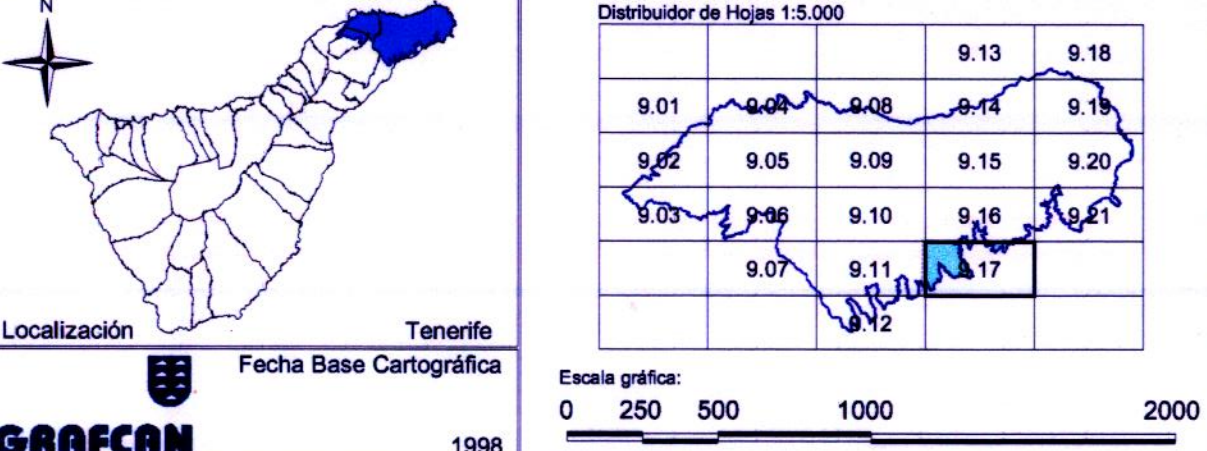 N
Localización Tenerife
Fecha Base Cartográfica
GRAFCAN 1998
Distribuidor de Hojas 1:5.000
9.13 9.18
9.01 9.04 9.08 9.14 9.19
9.02 9.05 9.09 9.15 9.20
9.03 9.06 9.10 9.16 9.21
9.07 9.11 9.17
9.12
Escala gráfica:
0 250 500 1000 2000